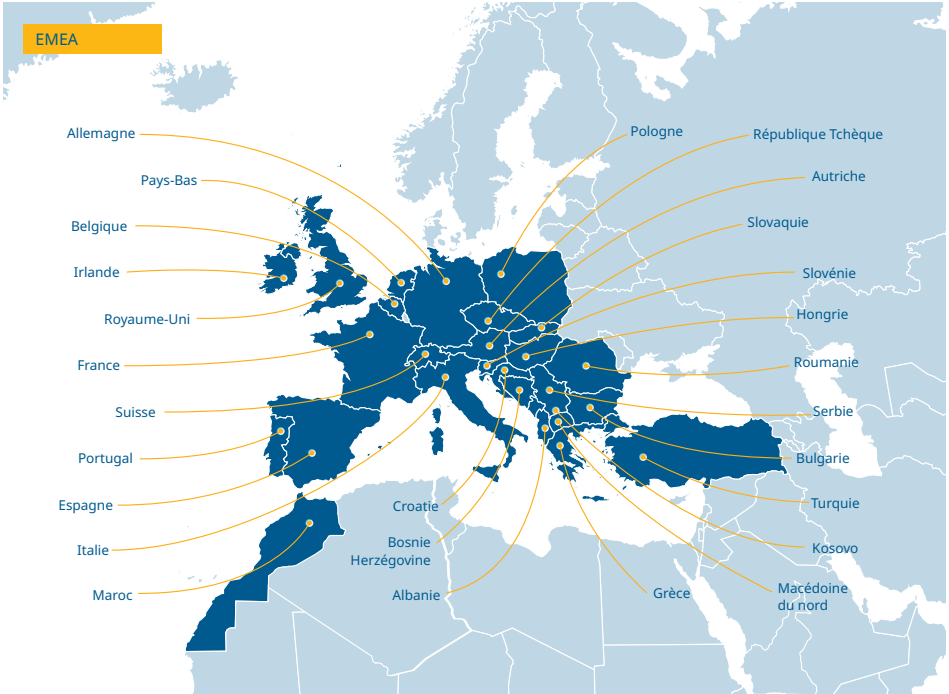 EMEA
Allemagne
Pays-Bas
Belgique
Irlande
Royaume-Uni
France
Suisse
Portugal
Espagne
Italie
Maroc
Croatie
Bosnie
Herzégovine
Albanie
Pologne
République Tchèque
Autriche
Slovaquie
Slovénie
Hongrie
Roumanie
Serbie
Bulgarie
Turquie
Kosovo
Macédoine
du nord
Grèce